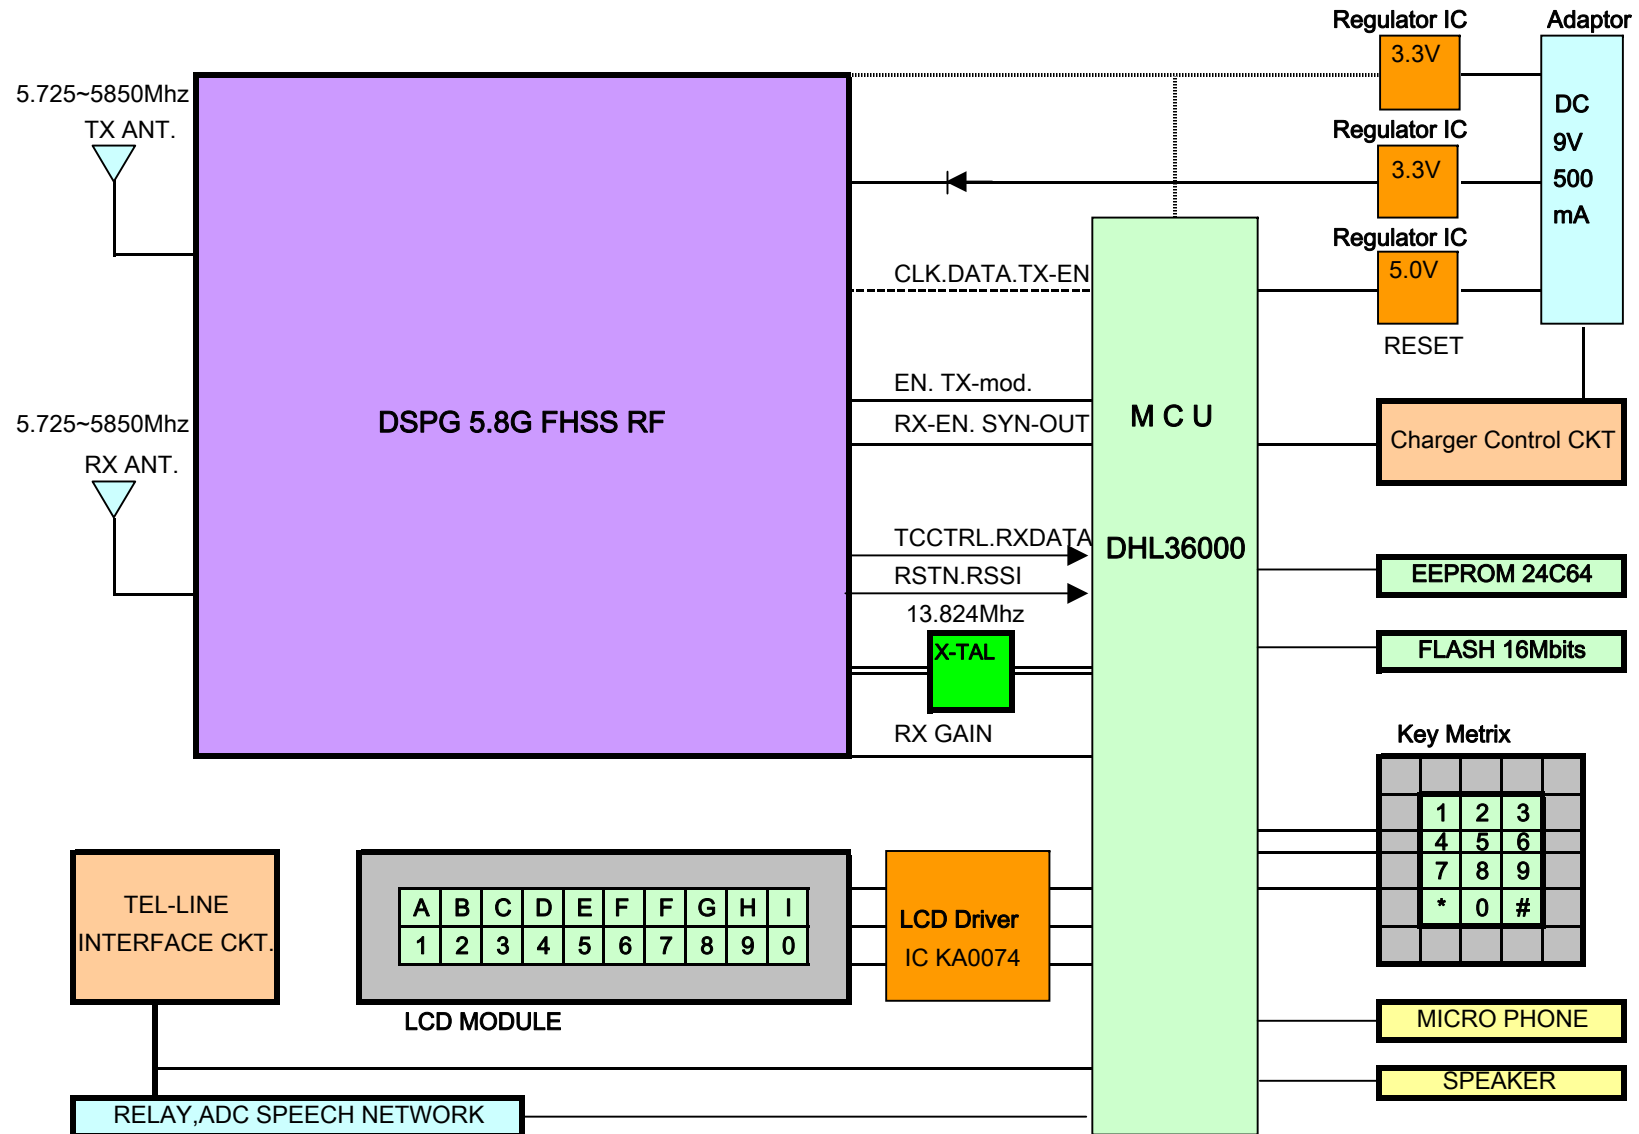 Regulator IC
Adaptor
3.3V
5.725~5850Mhz
TX ANT.
DC
9V
500
mA
Regulator IC
3.3V
Regulator IC
5.0V
RESET
CLK.DATA.TX-EN
EN. TX-mod.
RX-EN. SYN-OUT
5.725~5850Mhz
RX ANT.
DSPG 5.8G FHSS RF
M C U
DHL36000
Charger Control CKT
TCCTRL.RXDATA
RSTN.RSSI
13.824Mhz
X-TAL
RX GAIN
EEPROM 24C64
FLASH 16Mbits
Key Metrix
1 2 3
4 5 6
7 8 9
* 0 #
TEL-LINE
INTERFACE CKT.
A B C D E F F G H I
1 2 3 4 5 6 7 8 9 0
LCD MODULE
LCD Driver
IC KA0074
MICRO PHONE
SPEAKER
RELAY,ADC SPEECH NETWORK